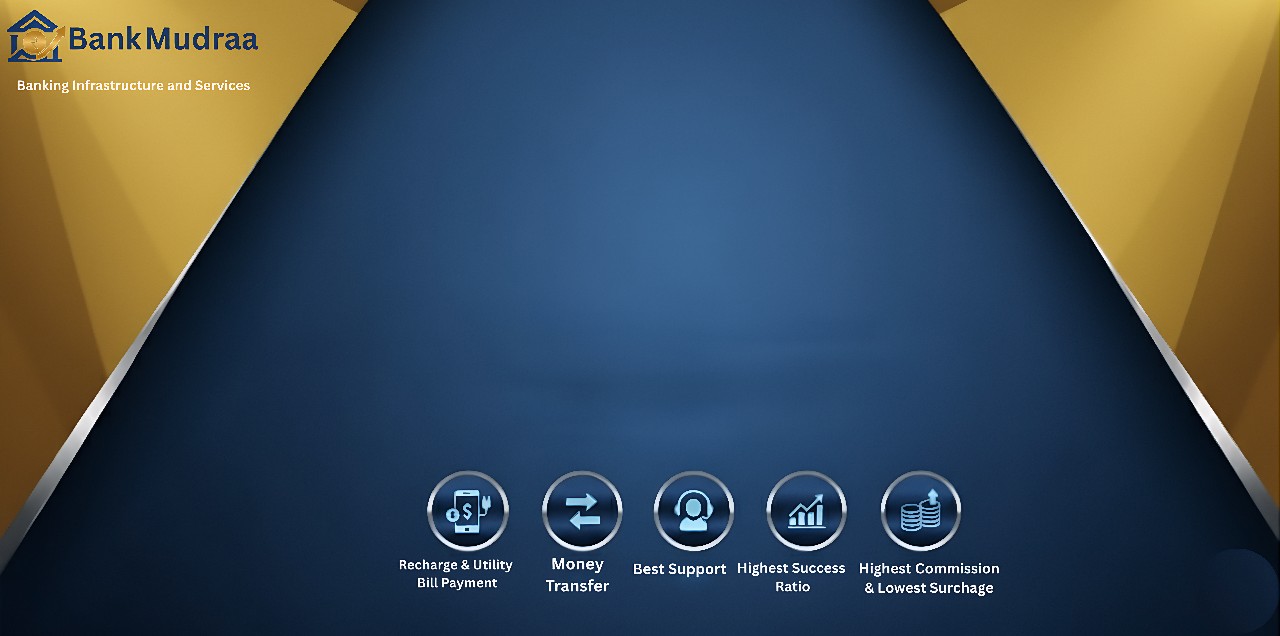 BankMudraa
Banking Infrastructure and Services
Recharge & Utility
Bill Payment
Money
Transfer
Best Support
Highest Success
Ratio
Highest Commission
& Lowest Surchage